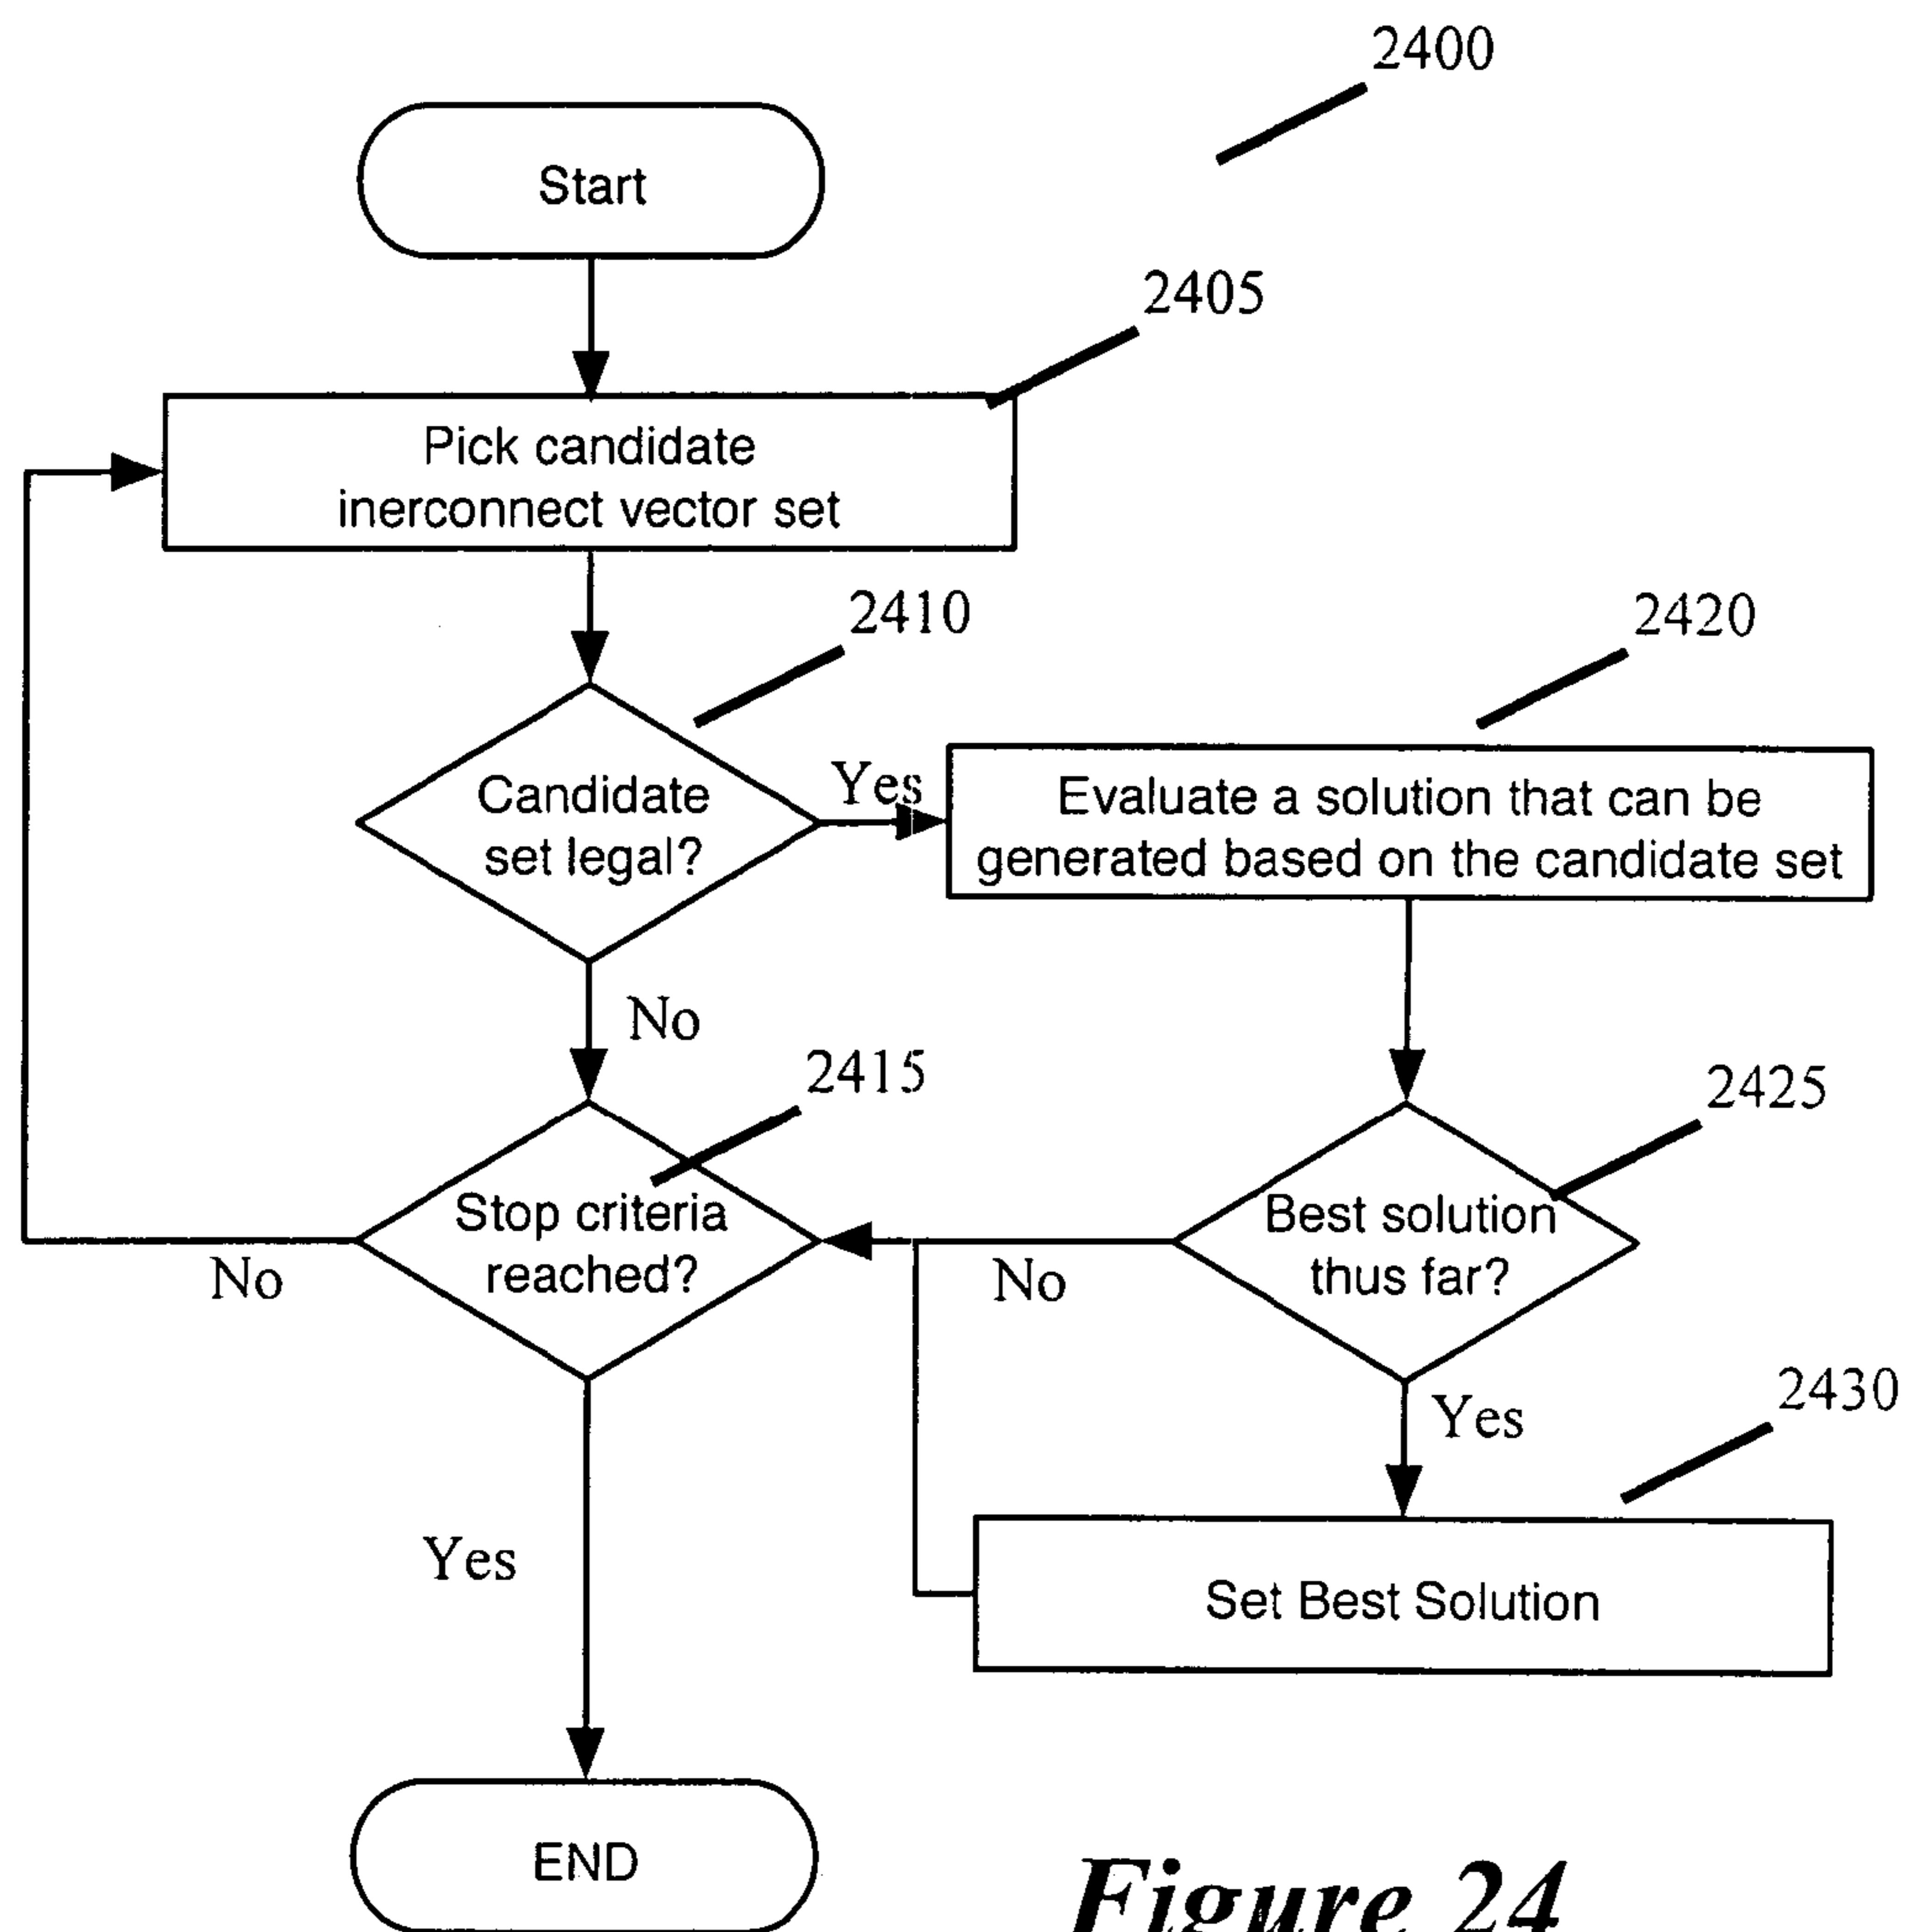 2400
Start
2405
Pick candidate
inerconnect vector set
2410
2420
Candidate
set legal?
Yes
Evaluate a solution that can be
generated based on the candidate set
No
2415
2425
Stop criteria
reached?
No
No
Best solution
thus far?
Yes
2430
Yes
Set Best Solution
END
Figure 24